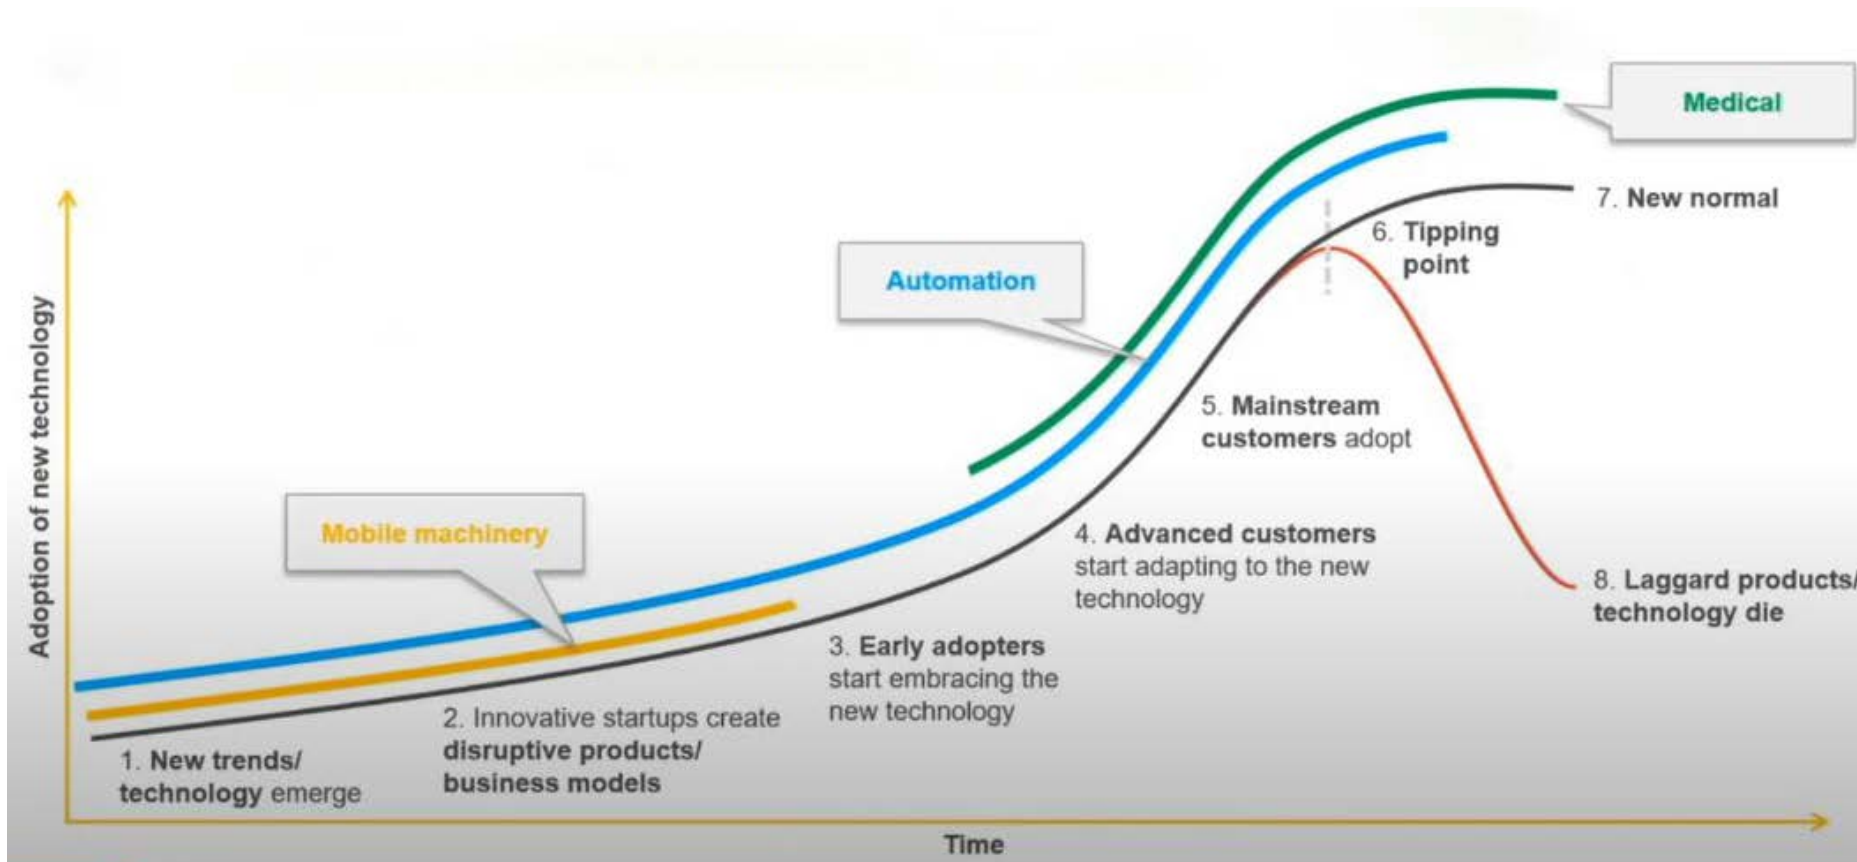 Medical
7. New normal
6. Tipping
point
Automation
Adoption of new technology
5. Mainstream
customers adopt
Mobile machinery
4. Advanced customers
start adapting to the new
technology
8. Laggard products/
technology die
3. Early adopters
start embracing the
new technology
2. Innovative startups create
disruptive products/
business models
1. New trends/
technology emerge
Time